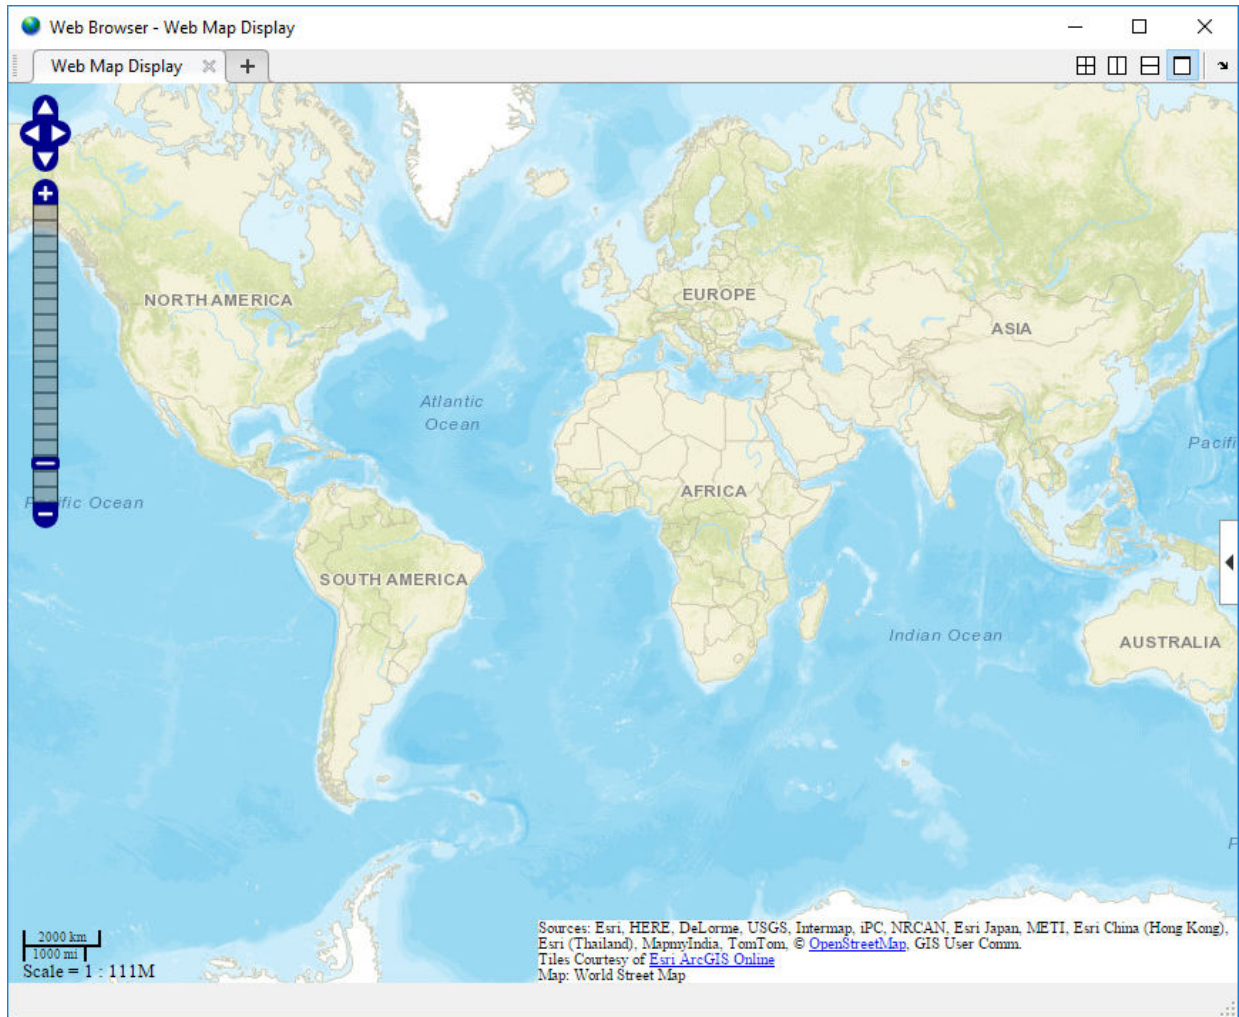 Web Browser - Web Map Display
Web Map Display
NORTH AMERICA
EUROPE
ASIA
Atlantic
Ocean
Pacifi
AFRICA
Pacific Ocean
SOUTH AMERICA
Indian Ocean
AUSTRALIA
P
2000 km
1000 mi
Scale = 1 : 111M
Sources: Esri, HERE, DeLorme, USGS, Intermap, iPC, NRCAN, Esri Japan, METI, Esri China (Hong Kong),
Esri (Thailand), MapmyIndia, TomTom, © OpenStreetMap, GIS User Comm.
Tiles Courtesy of Esri ArcGIS Online
Map: World Street Map